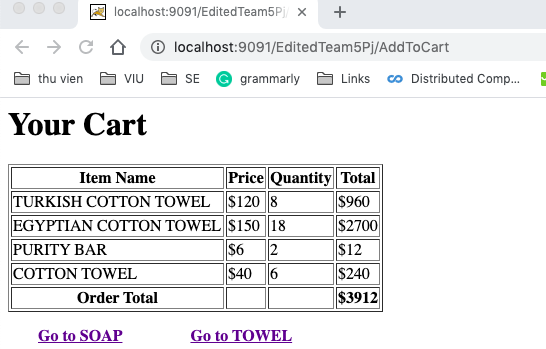 localhost:9091/EditedTeam5Pj/
localhost:9091/EditedTeam5Pj/AddToCart
thu vien VIU SE grammarly Links Distributed Comp...
Your Cart
Item Name Price Quantity Total
TURKISH COTTON TOWEL $120 8 $960
EGYPTIAN COTTON TOWEL $150 18 $2700
PURITY BAR $6 2 $12
COTTON TOWEL $40 6 $240
Order Total $3912
Go to SOAP Go to TOWEL